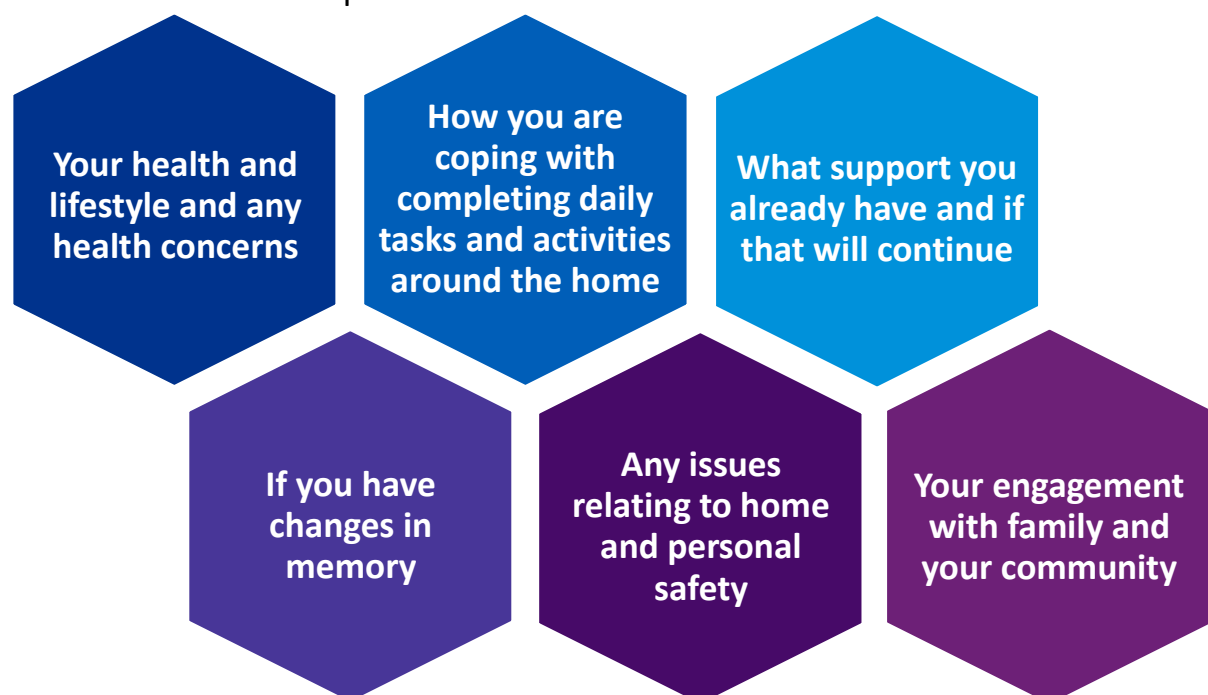 Your health and
lifestyle and any
health concerns
How you are
coping with
completing daily
tasks and activities
around the home
What support you
already have and if
that will continue
If you have
changes in
memory
Any issues
relating to home
and personal
safety
Your engagement
with family and
your community